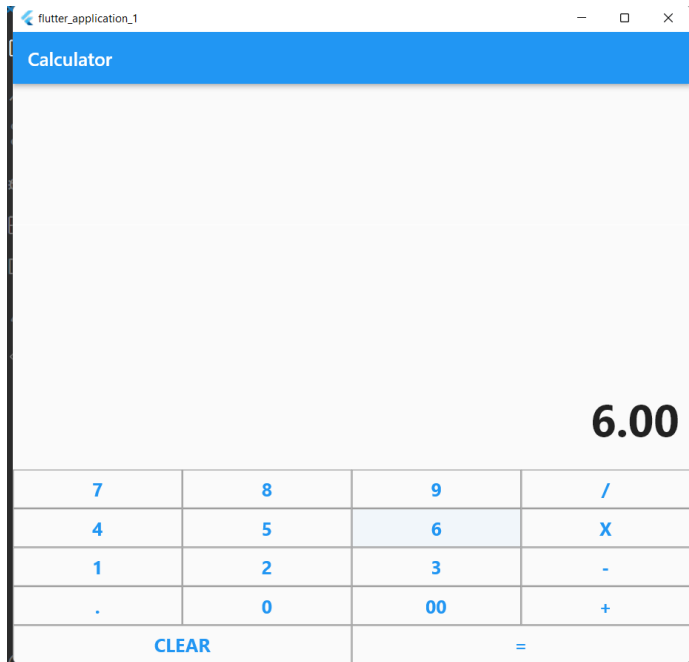 flutter_application_1
Calculator
6.00
7 8 9 /
4 5 6 X
1 2 3 -
. 0 00 +
CLEAR =